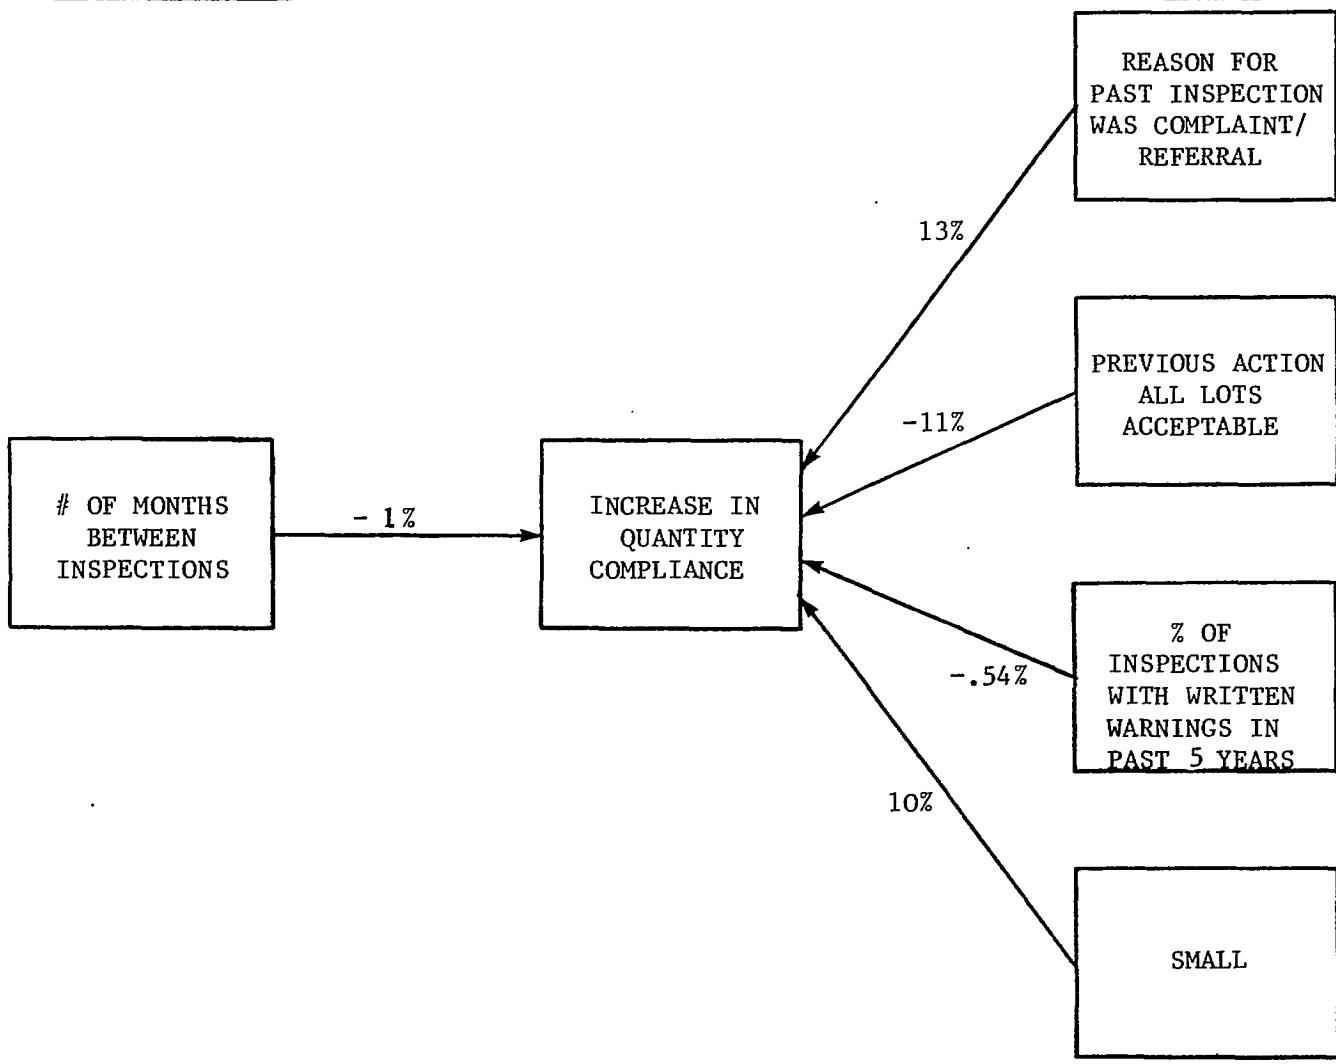 REASON FOR
PAST INSPECTION
WAS COMPLAINT/
REFERRAL
13%
PREVIOUS ACTION
ALL LOTS
ACCEPTABLE
-11%
# OF MONTHS
BETWEEN
INSPECTIONS
- 1%
INCREASE IN
QUANTITY
COMPLIANCE
% OF
INSPECTIONS
WITH WRITTEN
WARNINGS IN
PAST 5 YEARS
-.54%
10%
SMALL